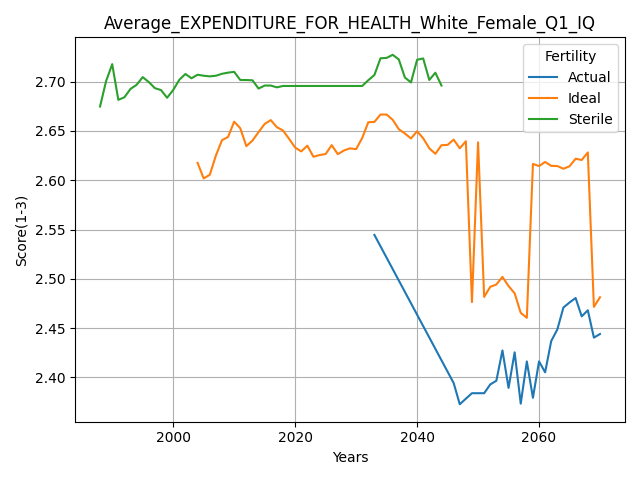 Average_EXPENDITURE_FOR_HEALTH_White_Female_Q1_IQ
Fertility
Actual
Ideal
Sterile
Score(1-3)
2.70
2.65
2.60
2.55
2.50
2.45
2.40
2000
2020
2040
2060
Years